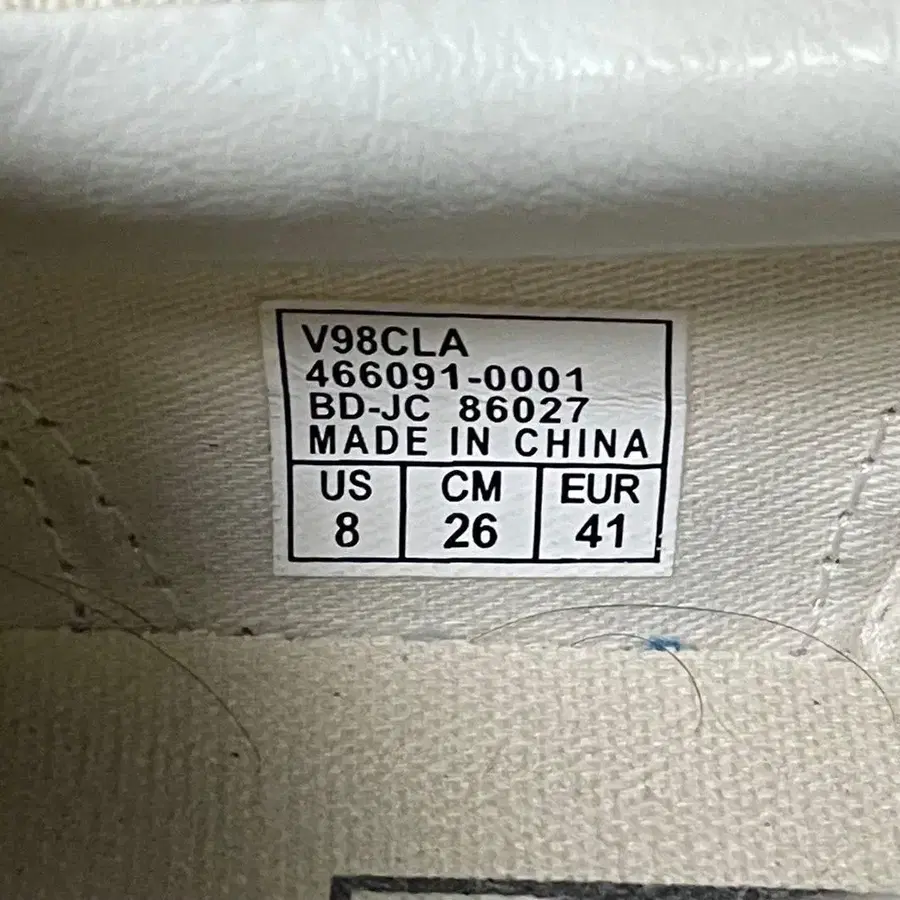 V98CLA
466091-0001
BD-JC 86027
MADE IN CHINA
US CM EUR
8 26 41